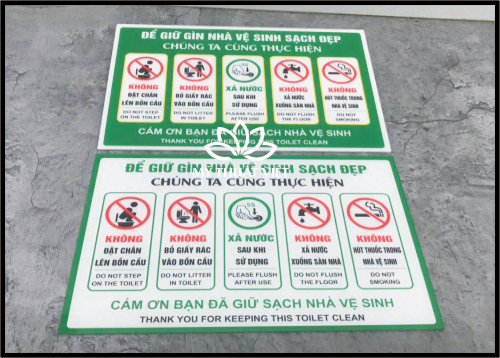 ĐỂ GIỮ GÌN NHÀ VỆ SINH SẠCH ĐẸP
CHÚNG TA CÙNG THỰC HIỆN
KHÔNG
ĐẶT CHÂN
LÊN BỒN CẦU
DO NOT STEP
ON THE TOILET
KHÔNG
BỎ GIẤY RÁC
VÀO BỒN CẦU
DO NOT LITTER
IN TOILET
XẢ NƯỚC
SAU KHI
SỬ DỤNG
PLEASE FLUSH
AFTER USE
KHÔNG
XẢ NƯỚC
XUỐNG SÀN NHÀ
DO NOT FLUSH
THE FLOOR
KHÔNG
HÚT THUỐC TRONG
NHÀ VỆ SINH
DO NOT
SMOKING
CẢM ƠN BẠN ĐÃ GIỮ SẠCH NHÀ VỆ SINH
THANK YOU FOR KEEPING THIS TOILET CLEAN
ĐỂ GIỮ GÌN NHÀ VỆ SINH SẠCH ĐẸP
CHÚNG TA CÙNG THỰC HIỆN
KHÔNG
ĐẶT CHÂN
LÊN BỒN CẦU
DO NOT STEP
ON THE TOILET
KHÔNG
BỎ GIẤY RÁC
VÀO BỒN CẦU
DO NOT LITTER
IN TOILET
XẢ NƯỚC
SAU KHI
SỬ DỤNG
PLEASE FLUSH
AFTER USE
KHÔNG
XẢ NƯỚC
XUỐNG SÀN NHÀ
DO NOT FLUSH
THE FLOOR
KHÔNG
HÚT THUỐC TRONG
NHÀ VỆ SINH
DO NOT
SMOKING
CẢM ƠN BẠN ĐÃ GIỮ SẠCH NHÀ VỆ SINH
THANK YOU FOR KEEPING THIS TOILET CLEAN